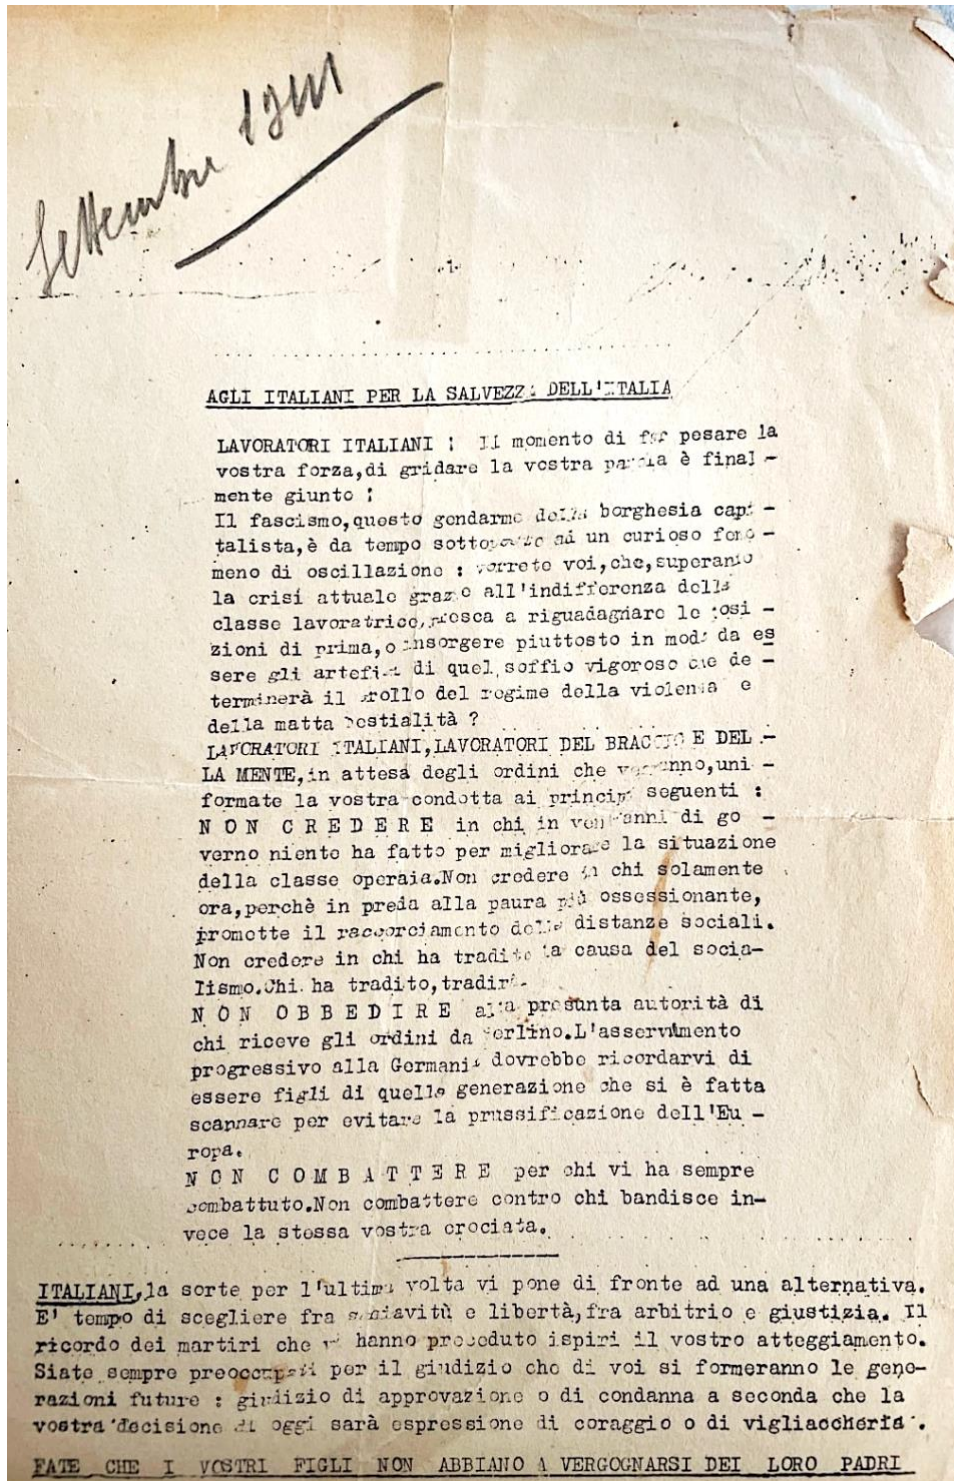 Settembre 1941
AGLI ITALIANI PER LA SALVEZZA DELL'ITALIA
LAVORATORI ITALIANI ! Il momento di far pesare la
vostra forza,di gridare la vostra è final -
mente giunto !
Il fascismo,questo gendarme della borghesia capi -
talista,è da tempo sottoposto ad un curioso feno -
meno di oscillazione : vorrete voi,che,superando
la crisi attuale grazie all'indifferenza della
classe lavoratrice,riesca a riguadagnare le posi -
zioni di prima,o insorgere piuttosto in modo da es
sere gli artefici di quel soffio vigoroso che de -
terminerà il crollo del regime della violenza e
della matta bestialità ?
LAVORATORI ITALIANI,LAVORATORI DEL BRACCIO E DEL -
LA MENTE,in attesa degli ordini che verranno,uni -
formate la vostra condotta ai principi seguenti :
N O N C R E D E R E in chi in vent'anni di go -
verno niente ha fatto per migliorare la situazione
della classe operaia.Non credere in chi solamente
ora,perchè in preda alla paura più ossessionante,
promette il raccorciamento delle distanze sociali.
Non credere in chi ha tradito la causa del socia-
lismo.Chi ha tradito,tradirà.
N O N O B B E D I R E alla presunta autorità di
chi riceve gli ordini da Berlino.L'asservimento
progressivo alla Germania dovrebbe ricordarvi di
essere figli di quella generazione che si è fatta
scannare per evitare la prussificazione dell'Eu -
ropa.
N O N C O M B A T T E R E per chi vi ha sempre
combattuto.Non combattere contro chi bandisce in-
vece la stessa vostra crociata.
ITALIANI,la sorte per l'ultima volta vi pone di fronte ad una alternativa.
E' tempo di scegliere fra schiavitù e libertà,fra arbitrio e giustizia. Il
ricordo dei martiri che vi hanno preceduto ispiri il vostro atteggiamento.
Siate sempre preoccupati per il giudizio che di voi si formeranno le gene-
razioni future : giudizio di approvazione o di condanna a seconda che la
vostra decisione di oggi sarà espressione di coraggio o di vigliaccheria .
FATE CHE I VOSTRI FIGLI NON ABBIANO A VERGOGNARSI DEI LORO PADRI